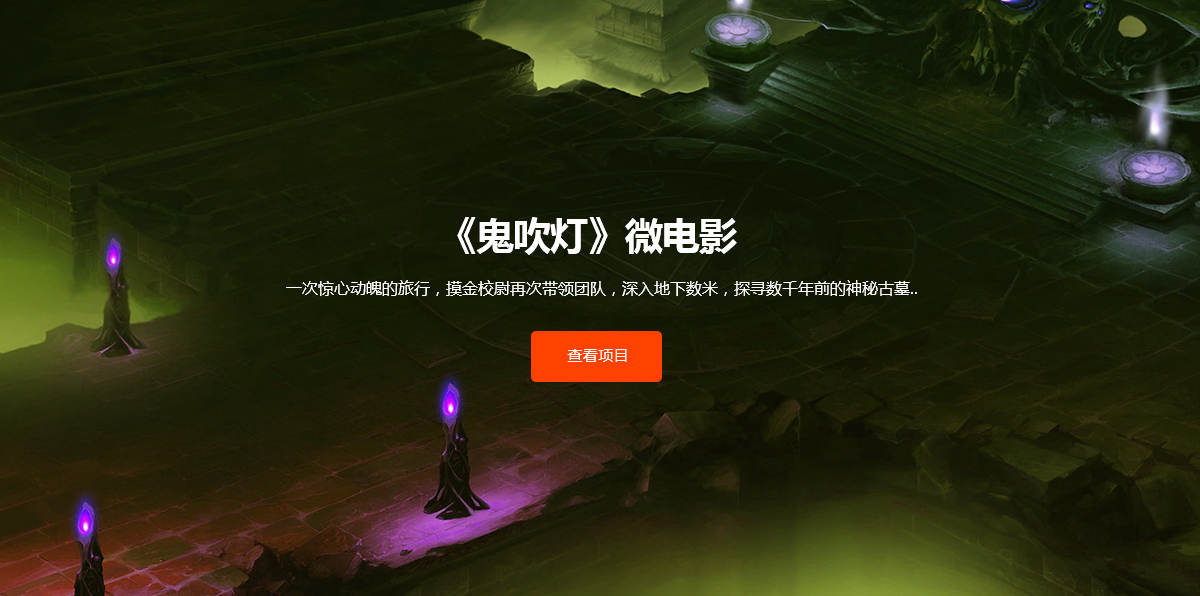 《鬼吹灯》微电影
一次惊心动魄的旅行，摸金校尉再次带领团队，深入地下数米，探寻数千年前的神秘古墓..
查看项目